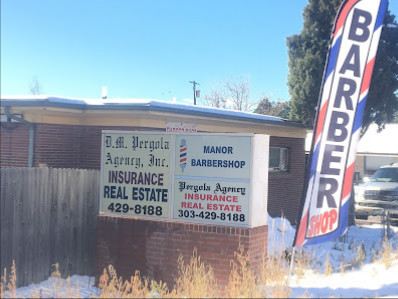 D.M. Pergola
Agency, Inc.
INSURANCE
REAL ESTATE
429-8188
MANOR
BARBERSHOP
Pergola Agency
INSURANCE
REAL ESTATE
303-429-8188
BARBER
SHOP